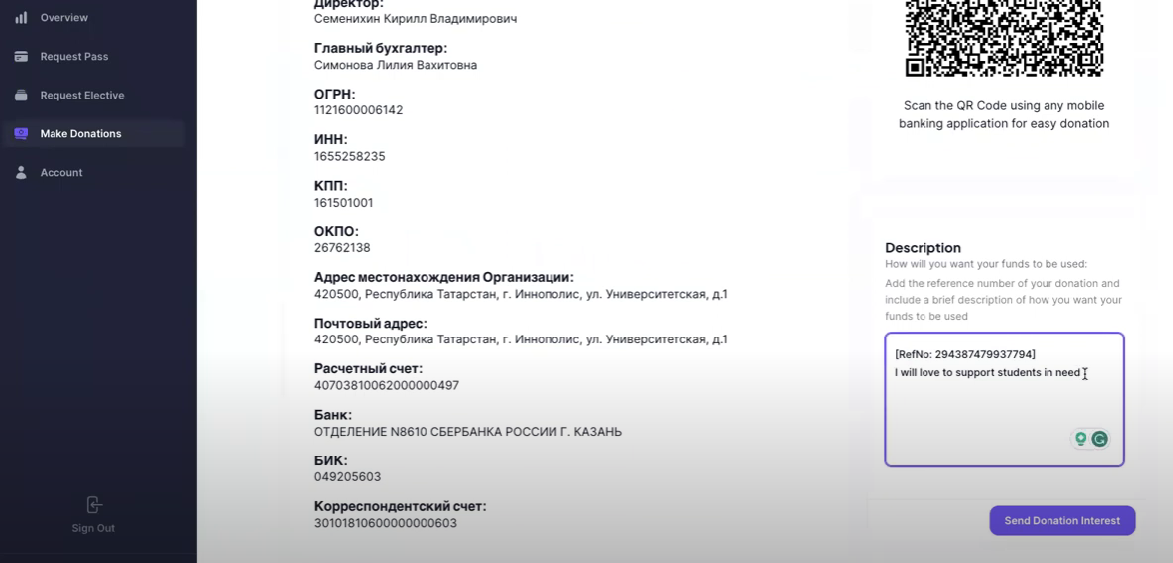 Overview
Request Pass
Request Elective
Make Donations
Account
Sign Out
Директор:
Семенихин Кирилл Владимирович
Главный бухгалтер:
Симонова Лилия Вахитовна
ОГРН:
1121600006142
ИНН:
1655258235
КПП:
161501001
ОКПО:
26762138
Адрес местонахождения Организации:
420500, Республика Татарстан, г. Иннополис, ул. Университетская, д.1
Почтовый адрес:
420500, Республика Татарстан, г. Иннополис, ул. Университетская, д.1
Расчетный счет:
40703810062000000497
Банк:
ОТДЕЛЕНИЕ N8610 СБЕРБАНКА РОССИИ Г. КАЗАНЬ
БИК:
049205603
Корреспондентский счет:
30101810600000000603
Scan the QR Code using any mobile
banking application for easy donation
Description
How will you want your funds to be used:
Add the reference number of your donation and
include a brief description of how you want your
funds to be used
[RefNo: 294387479937794]
I will love to support students in need
Send Donation Interest